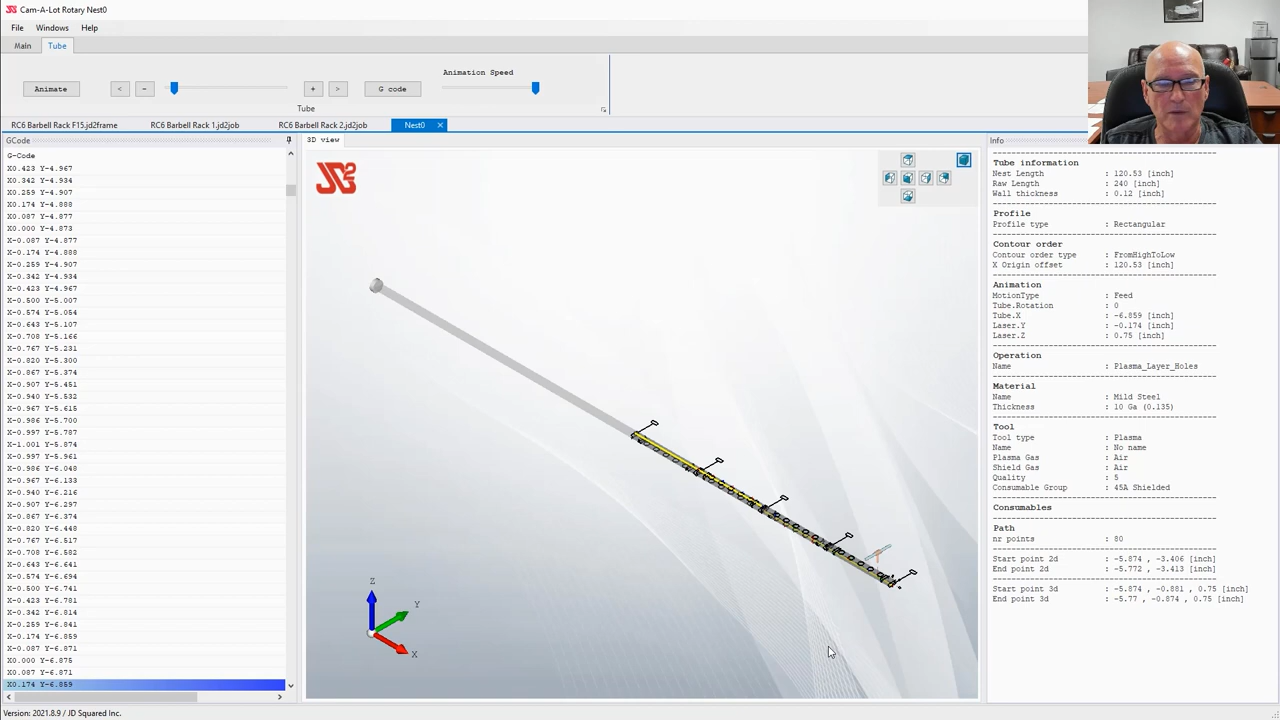 Cam-A-Lot Rotary Nest0
File Windows Help
Main Tube
Animate < - + > G code Animation Speed
Tube
RC6 Barbell Rack F15.jd2frame RC6 Barbell Rack 1.jd2job RC6 Barbell Rack 2.jd2job Nest0
GCode
G-Code
X0.423 Y-4.967
X0.342 Y-4.934
X0.259 Y-4.907
X0.174 Y-4.888
X0.087 Y-4.877
X0.000 Y-4.873
X-0.087 Y-4.877
X-0.174 Y-4.888
X-0.259 Y-4.907
X-0.342 Y-4.934
X-0.423 Y-4.967
X-0.500 Y-5.007
X-0.574 Y-5.054
X-0.643 Y-5.107
X-0.708 Y-5.166
X-0.767 Y-5.231
X-0.820 Y-5.300
X-0.867 Y-5.374
X-0.907 Y-5.451
X-0.940 Y-5.532
X-0.967 Y-5.615
X-0.986 Y-5.700
X-0.997 Y-5.787
X-1.001 Y-5.874
X-0.997 Y-5.961
X-0.986 Y-6.048
X-0.967 Y-6.133
X-0.940 Y-6.216
X-0.907 Y-6.297
X-0.867 Y-6.374
X-0.820 Y-6.448
X-0.767 Y-6.517
X-0.708 Y-6.582
X-0.643 Y-6.641
X-0.574 Y-6.694
X-0.500 Y-6.741
X-0.423 Y-6.781
X-0.342 Y-6.814
X-0.259 Y-6.841
X-0.174 Y-6.859
X-0.087 Y-6.871
X0.000 Y-6.875
X0.087 Y-6.871
X0.174 Y-6.859
3D view
Z
Y
X
Info
Tube information
Nest Length : 120.53 [inch]
Raw Length : 240 [inch]
Wall thickness : 0.12 [inch]
Profile
Profile type : Rectangular
Contour order
Contour order type : FromHighToLow
X Origin offset : 120.53 [inch]
Animation
MotionType : Feed
Tube.Rotation : 0
Tube.X : -6.859 [inch]
Laser.Y : -0.174 [inch]
Laser.Z : 0.75 [inch]
Operation
Name : Plasma_Layer_Holes
Material
Name : Mild Steel
Thickness : 10 Ga (0.135)
Tool
Tool type : Plasma
Name : No name
Plasma Gas : Air
Shield Gas : Air
Quality : 5
Consumable Group : 45A Shielded
Consumables
Path
nr points : 80
Start point 2d : -5.874 , -3.406 [inch]
End point 2d : -5.772 , -3.413 [inch]
Start point 3d : -5.874 , -0.881 , 0.75 [inch]
End point 3d : -5.77 , -0.874 , 0.75 [inch]
Version: 2021.8.9 / JD Squared Inc.